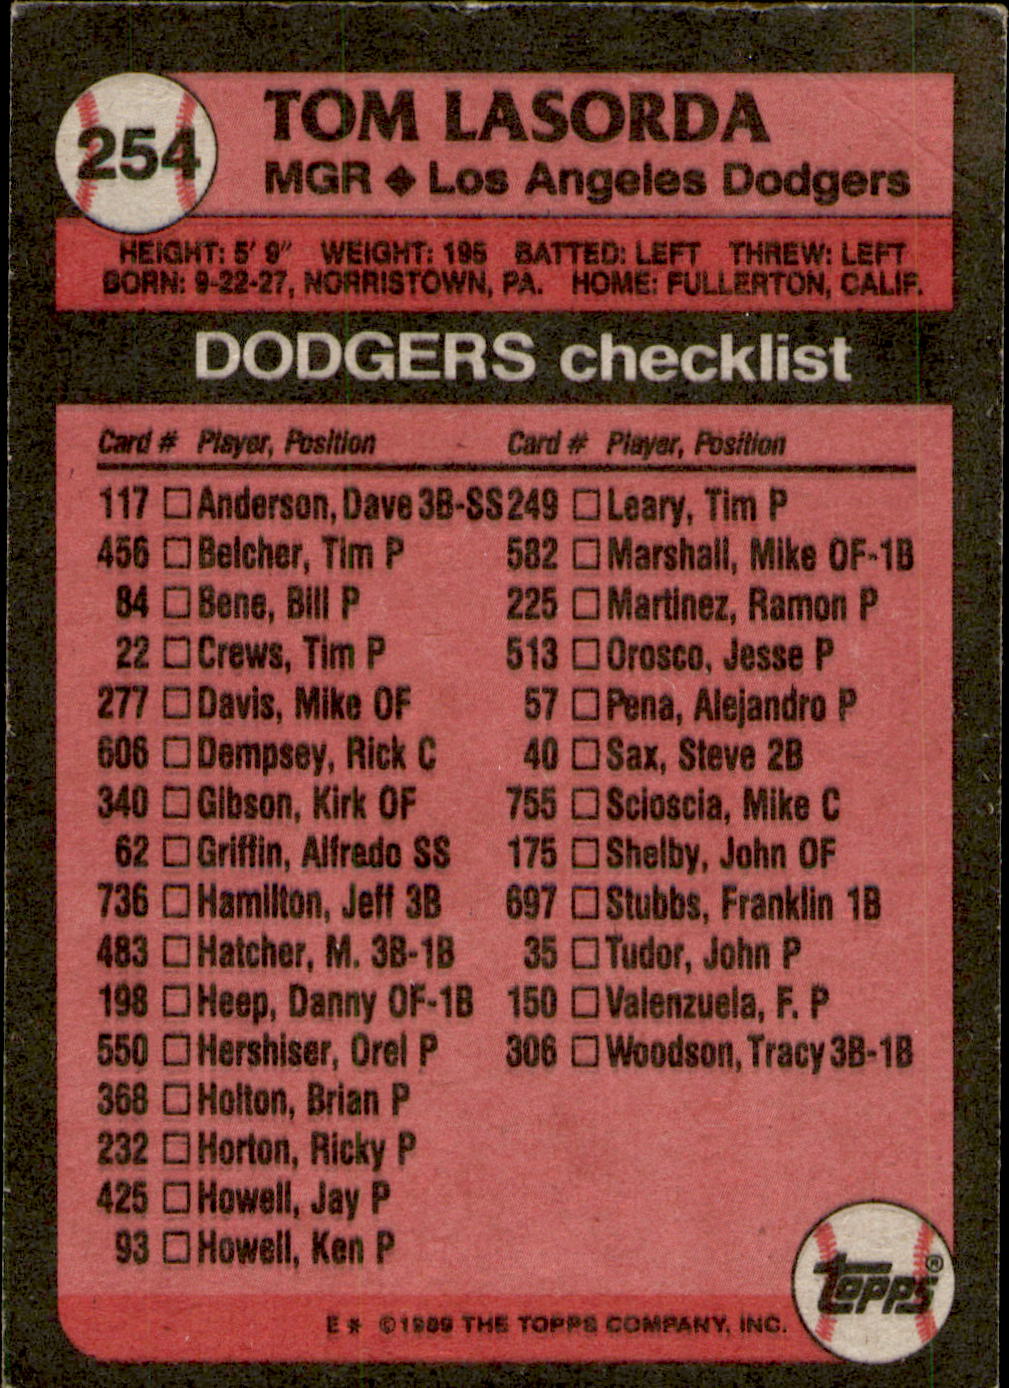 254
TOM LASORDA
MGR ◆ Los Angeles Dodgers
HEIGHT: 5' 9" WEIGHT: 195 BATTED: LEFT THREW: LEFT
BORN: 9-22-27, NORRISTOWN, PA. HOME: FULLERTON, CALIF.
DODGERS checklist
Card # Player, Position
117 □ Anderson, Dave 3B-SS
456 □ Belcher, Tim P
84 □ Bene, Bill P
22 □ Crews, Tim P
277 □ Davis, Mike OF
606 □ Dempsey, Rick C
340 □ Gibson, Kirk OF
62 □ Griffin, Alfredo SS
736 □ Hamilton, Jeff 3B
483 □ Hatcher, M. 3B-1B
198 □ Heep, Danny OF-1B
550 □ Hershiser, Orel P
368 □ Holton, Brian P
232 □ Horton, Ricky P
425 □ Howell, Jay P
93 □ Howell, Ken P
Card # Player, Position
249 □ Leary, Tim P
582 □ Marshall, Mike OF-1B
225 □ Martinez, Ramon P
513 □ Orosco, Jesse P
57 □ Pena, Alejandro P
40 □ Sax, Steve 2B
755 □ Scioscia, Mike C
175 □ Shelby, John OF
697 □ Stubbs, Franklin 1B
35 □ Tudor, John P
150 □ Valenzuela, F. P
306 □ Woodson, Tracy 3B-1B
E* ©1989 THE TOPPS COMPANY, INC.
topps®